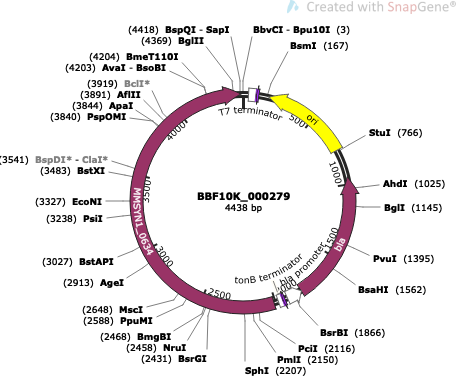 Created with SnapGene®
(4418) BspQI - SapI
BbvCI - Bpu10I (3)
(4369) BglII
BsmI (167)
(4204) BmeT110I
(4203) AvaI - BsoBI
(3919) BclI*
(3891) AflII
(3844) ApaI
(3840) PspOMI
StuI (766)
(3541) BspDI* - ClaI*
(3483) BstXI
(3327) EcoNI
(3238) PsiI
AhdI (1025)
BglI (1145)
(3027) BstAPI
(2913) AgeI
PvuI (1395)
BsaHI (1562)
(2648) MscI
(2588) PpuMI
(2468) BmgBI
(2458) NruI
(2431) BsrGI
BsrBI (1866)
PciI (2116)
PmlI (2150)
SphI (2207)
T7 terminator
ori
500
1000
1500
bla
bla promoter
tonB terminator
2500
3000
3500
4000
MMSYN1_0634
BBF10K_000279
4438 bp